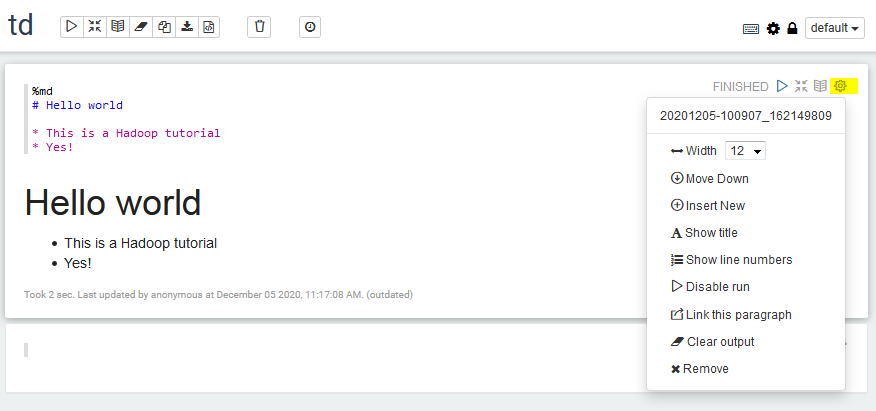 td
default
FINISHED
%md
# Hello world
* This is a Hadoop tutorial
* Yes!
20201205-100907_162149809
Width 12
Move Down
Insert New
Show title
Show line numbers
Disable run
Link this paragraph
Clear output
Remove
Hello world
This is a Hadoop tutorial
Yes!
Took 2 sec. Last updated by anonymous at December 05 2020, 11:17:08 AM. (outdated)